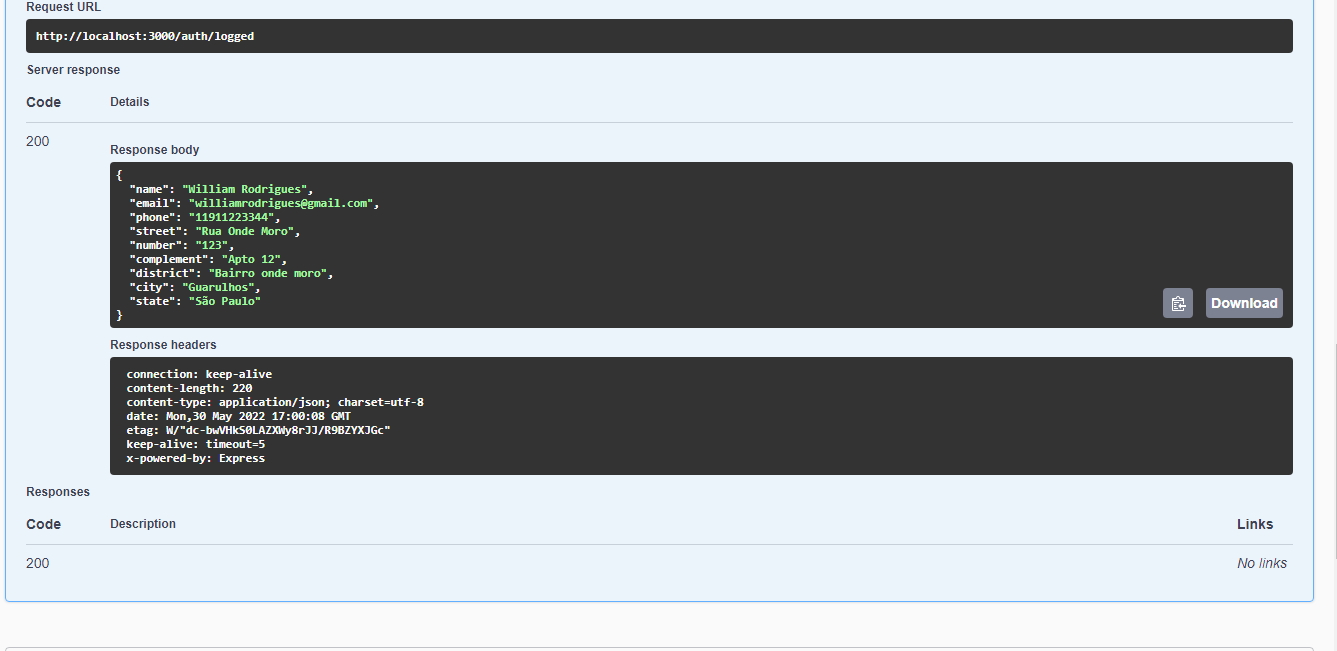 Request URL
http://localhost:3000/auth/logged
Server response
Code Details
200
Response body
{
"name": "William Rodrigues",
"email": "williamrodrigues@gmail.com",
"phone": "11911223344",
"street": "Rua Onde Moro",
"number": "123",
"complement": "Apto 12",
"district": "Bairro onde moro",
"city": "Guarulhos",
"state": "São Paulo"
}
Download
Response headers
connection: keep-alive
content-length: 220
content-type: application/json; charset=utf-8
date: Mon,30 May 2022 17:00:08 GMT
etag: W/"dc-bwVHkS0LAZXWy8rJJ/R9BZYXJGc"
keep-alive: timeout=5
x-powered-by: Express
Responses
Code Description Links
200 No links